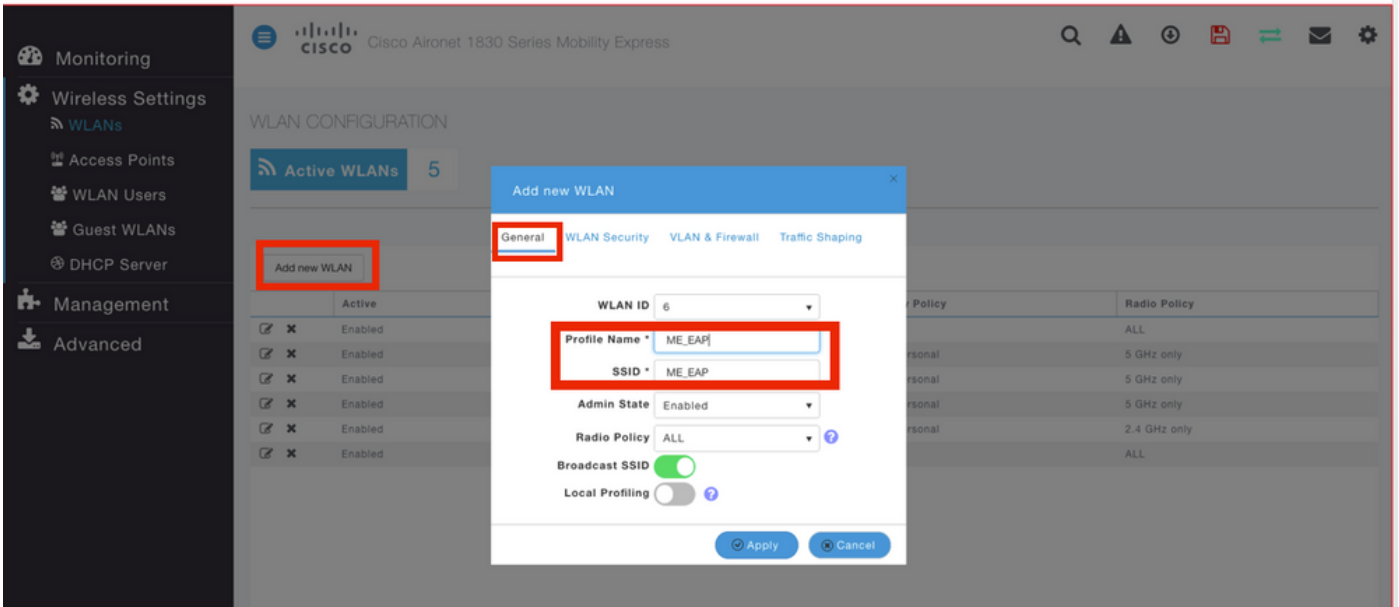 Monitoring
Wireless Settings
WLANs
Access Points
WLAN Users
Guest WLANs
DHCP Server
Management
Advanced
CISCO Cisco Aironet 1830 Series Mobility Express
WLAN CONFIGURATION
Active WLANs 5
Add new WLAN
Active Policy Radio Policy
Enabled ALL
Enabled 5 GHz only
Enabled 5 GHz only
Enabled 5 GHz only
Enabled 2.4 GHz only
Enabled ALL
Add new WLAN
General WLAN Security VLAN & Firewall Traffic Shaping
WLAN ID 6
Profile Name * ME_EAP
SSID * ME_EAP
Admin State Enabled
Radio Policy ALL
Broadcast SSID
Local Profiling
Apply Cancel